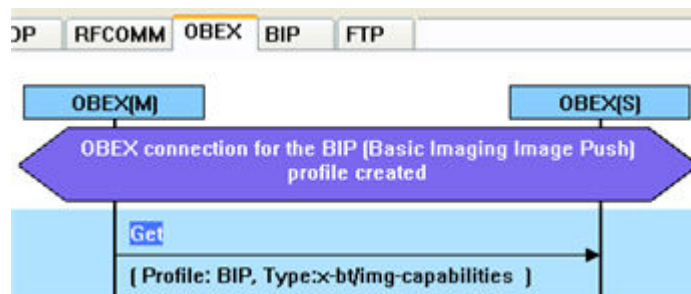 RFCOMM OBEX BIP FTP
OBEX(M) OBEX(S)
OBEX connection for the BIP (Basic Imaging Image Push)
profile created
Get
( Profile: BIP, Type:x-bt/img-capabilities )